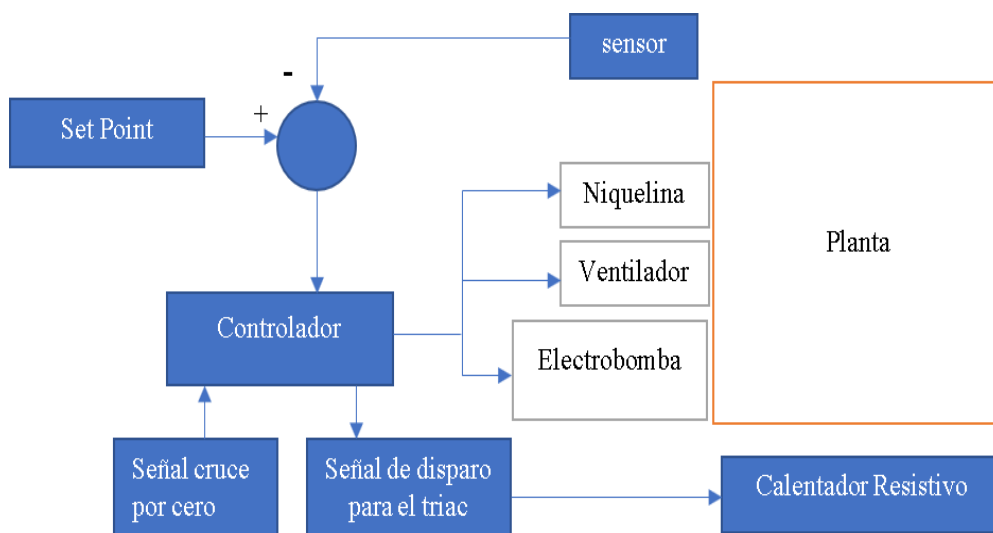 sensor
-
+
Set Point
Niquelina
Planta
Ventilador
Controlador
Electrobomba
Señal cruce
por cero
Señal de disparo
para el triac
Calentador Resistivo